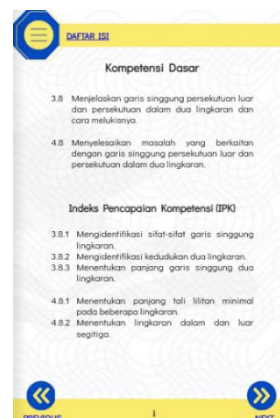 DAFTAR ISI
Kompetensi Dasar
3.8 Menjelaskan garis singgung persekutuan luar
dan persekutuan dalam dua lingkaran dan
cara melukisnya.
4.8 Menyelesaikan masalah yang berkaitan
dengan garis singgung persekutuan luar dan
persekutuan dalam dua lingkaran.
Indeks Pencapaian Kompetensi (IPK)
3.8.1 Mengidentifikasi sifat-sifat garis singgung
lingkaran.
3.8.2 Mengidentifikasi kedudukan dua lingkaran.
3.8.3 Menentukan panjang garis singgung dua
lingkaran.
4.8.1 Menentukan panjang tali lilitan minimal
pada beberapa lingkaran.
4.8.2 Menentukan lingkaran dalam dan luar
segitiga.
PREVIOUS
i
NEXT